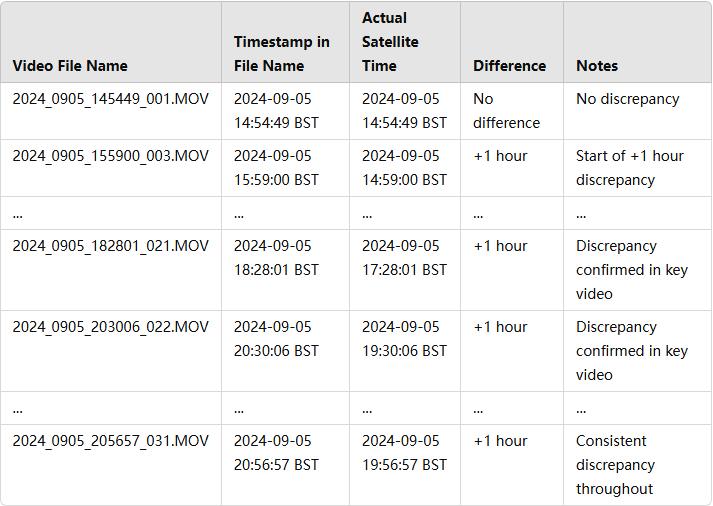 Video File Name
Timestamp in
File Name
Actual
Satellite
Time
Difference
Notes
2024_0905_145449_001.MOV
2024-09-05
14:54:49 BST
2024-09-05
14:54:49 BST
No
difference
No discrepancy
2024_0905_155900_003.MOV
2024-09-05
15:59:00 BST
2024-09-05
14:59:00 BST
+1 hour
Start of +1 hour
discrepancy
...
...
...
...
...
2024_0905_182801_021.MOV
2024-09-05
18:28:01 BST
2024-09-05
17:28:01 BST
+1 hour
Discrepancy
confirmed in key
video
2024_0905_203006_022.MOV
2024-09-05
20:30:06 BST
2024-09-05
19:30:06 BST
+1 hour
Discrepancy
confirmed in key
video
...
...
...
...
...
2024_0905_205657_031.MOV
2024-09-05
20:56:57 BST
2024-09-05
19:56:57 BST
+1 hour
Consistent
discrepancy
throughout